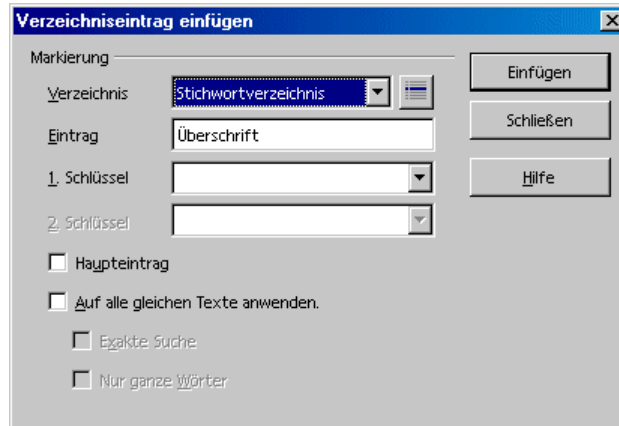 Verzeichniseintrag einfügen
Markierung
Verzeichnis
Stichwortverzeichnis
Eintrag
Überschrift
1. Schlüssel
2. Schlüssel
Haupteintrag
Auf alle gleichen Texte anwenden.
Exakte Suche
Nur ganze Wörter
Einfügen
Schließen
Hilfe